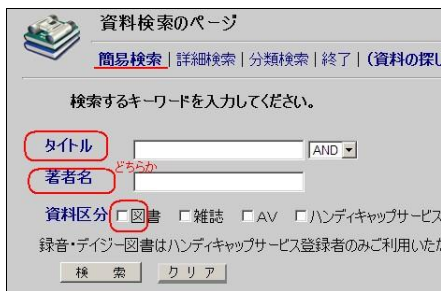 資料検索のページ
簡易検索 | 詳細検索 | 分類検索 | 終了 | (資料の探し
検索するキーワードを入力してください。
タイトル AND
どちらか
著者名
資料区分 図書 雑誌 AV ハンディキャップサービス
録音・デイジー図書はハンディキャップサービス登録者のみご利用いただ
検 索 クリア